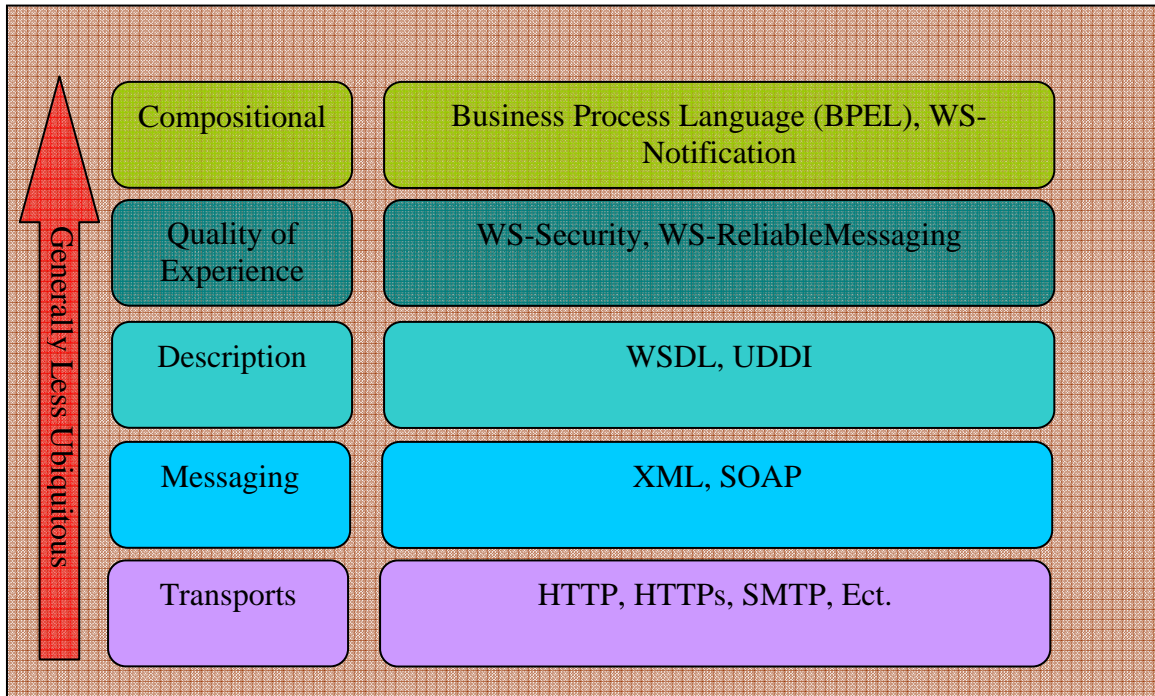 Generally Less Ubiquitous
Compositional
Business Process Language (BPEL), WS-
Notification
Quality of
Experience
WS-Security, WS-ReliableMessaging
Description
WSDL, UDDI
Messaging
XML, SOAP
Transports
HTTP, HTTPs, SMTP, Ect.